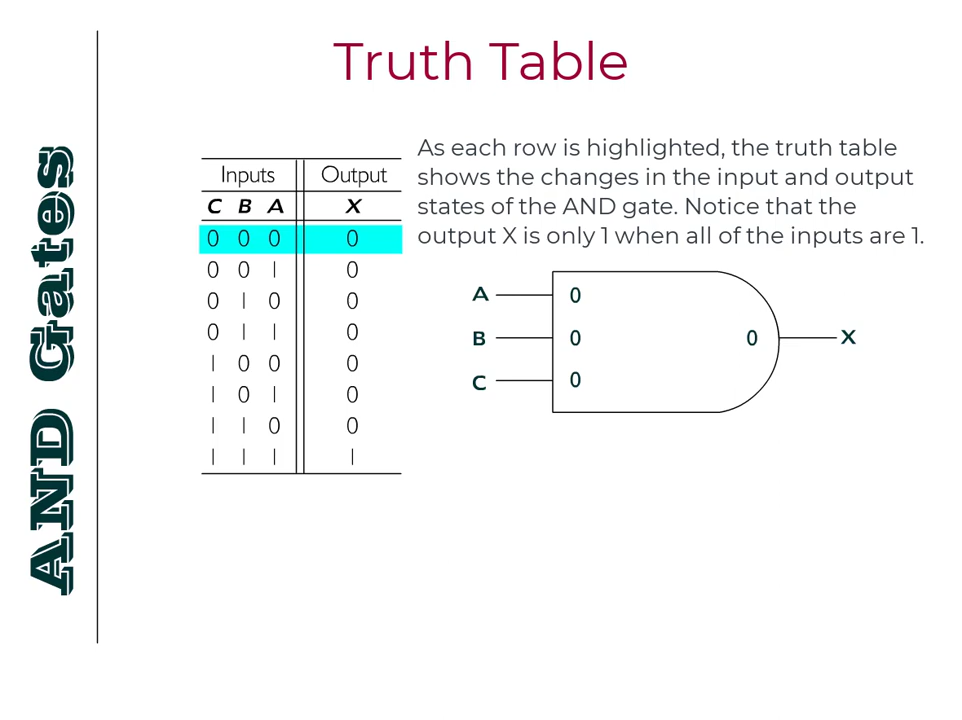 Truth Table
AND Gates
Inputs Output
C B A X
0 0 0 0
0 0 1 0
0 1 0 0
0 1 1 0
1 0 0 0
1 0 1 0
1 1 0 0
1 1 1 1
As each row is highlighted, the truth table
shows the changes in the input and output
states of the AND gate. Notice that the
output X is only 1 when all of the inputs are 1.
A 0
B 0 0 X
C 0